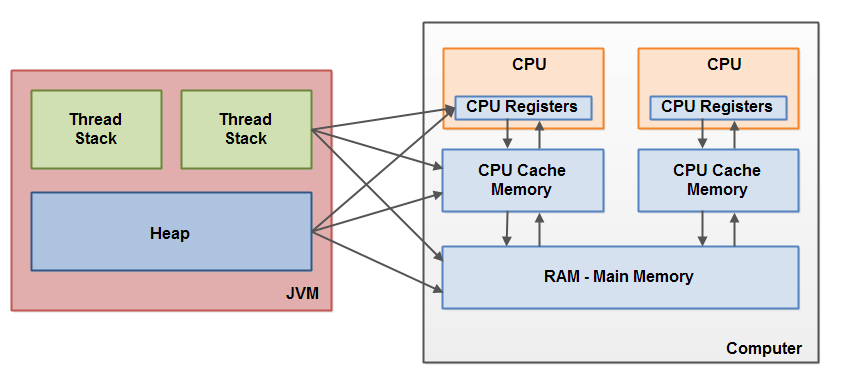 Thread
Stack
Thread
Stack
Heap
JVM
CPU
CPU Registers
CPU Cache
Memory
CPU
CPU Registers
CPU Cache
Memory
RAM - Main Memory
Computer